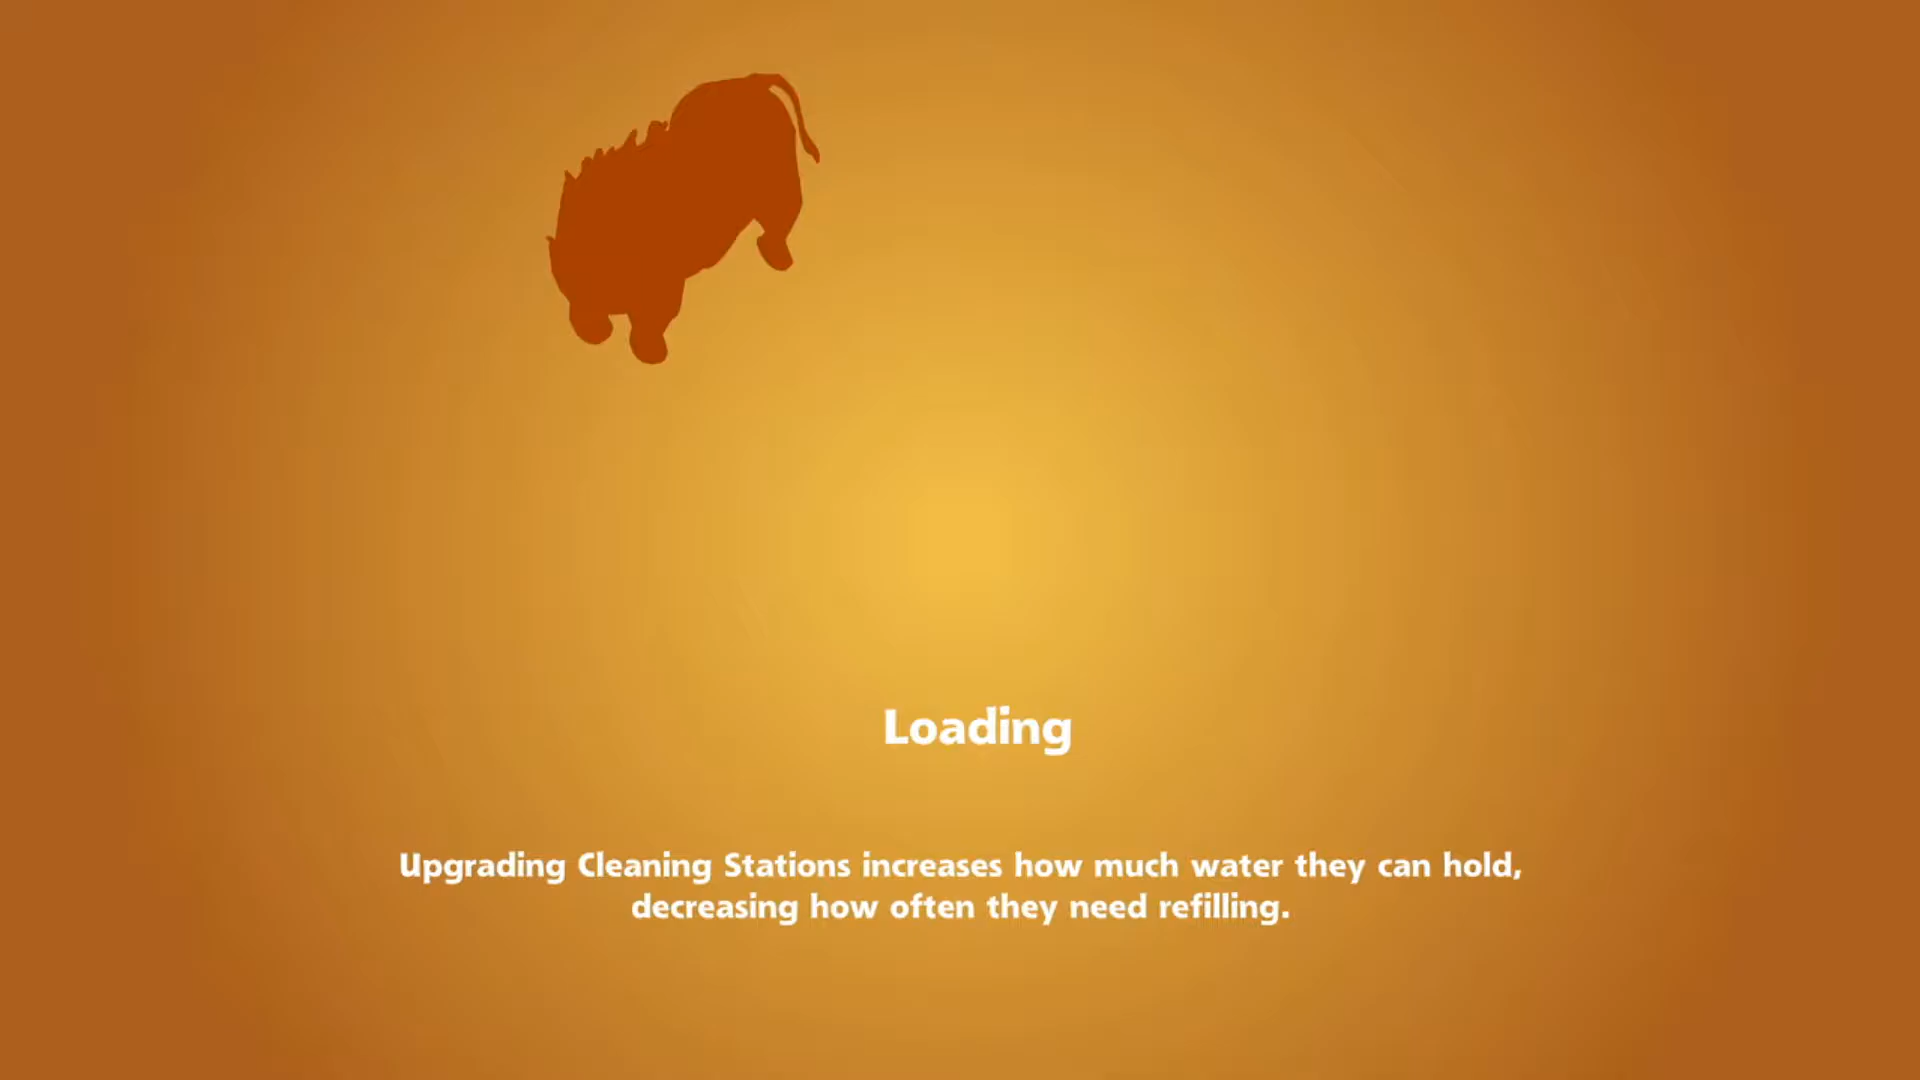 Loading
Upgrading Cleaning Stations increases how much water they can hold,
decreasing how often they need refilling.